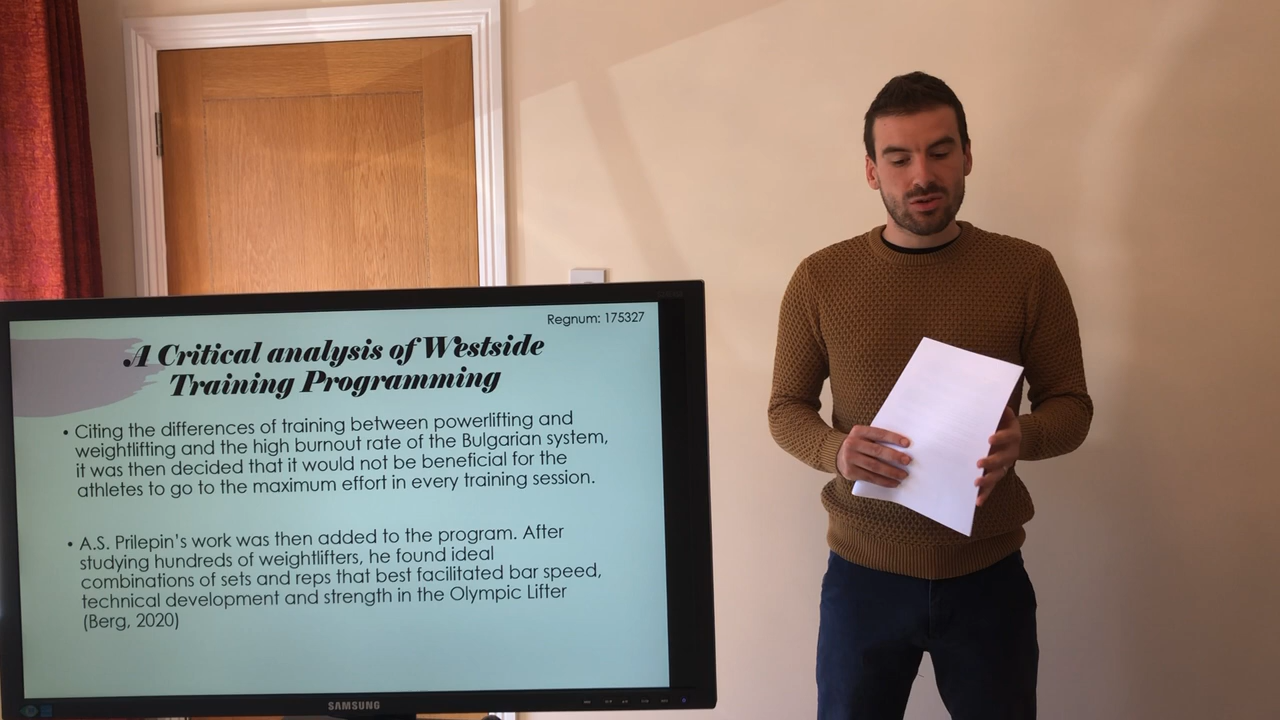 Regnum: 175327
A Critical analysis of Westside
Training Programming
• Citing the differences of training between powerlifting and
weightlifting and the high burnout rate of the Bulgarian system,
it was then decided that it would not be beneficial for the
athletes to go to the maximum effort in every training session.
• A.S. Prilepin's work was then added to the program. After
studying hundreds of weightlifters, he found ideal
combinations of sets and reps that best facilitated bar speed,
technical development and strength in the Olympic Lifter
(Berg, 2020)
SAMSUNG